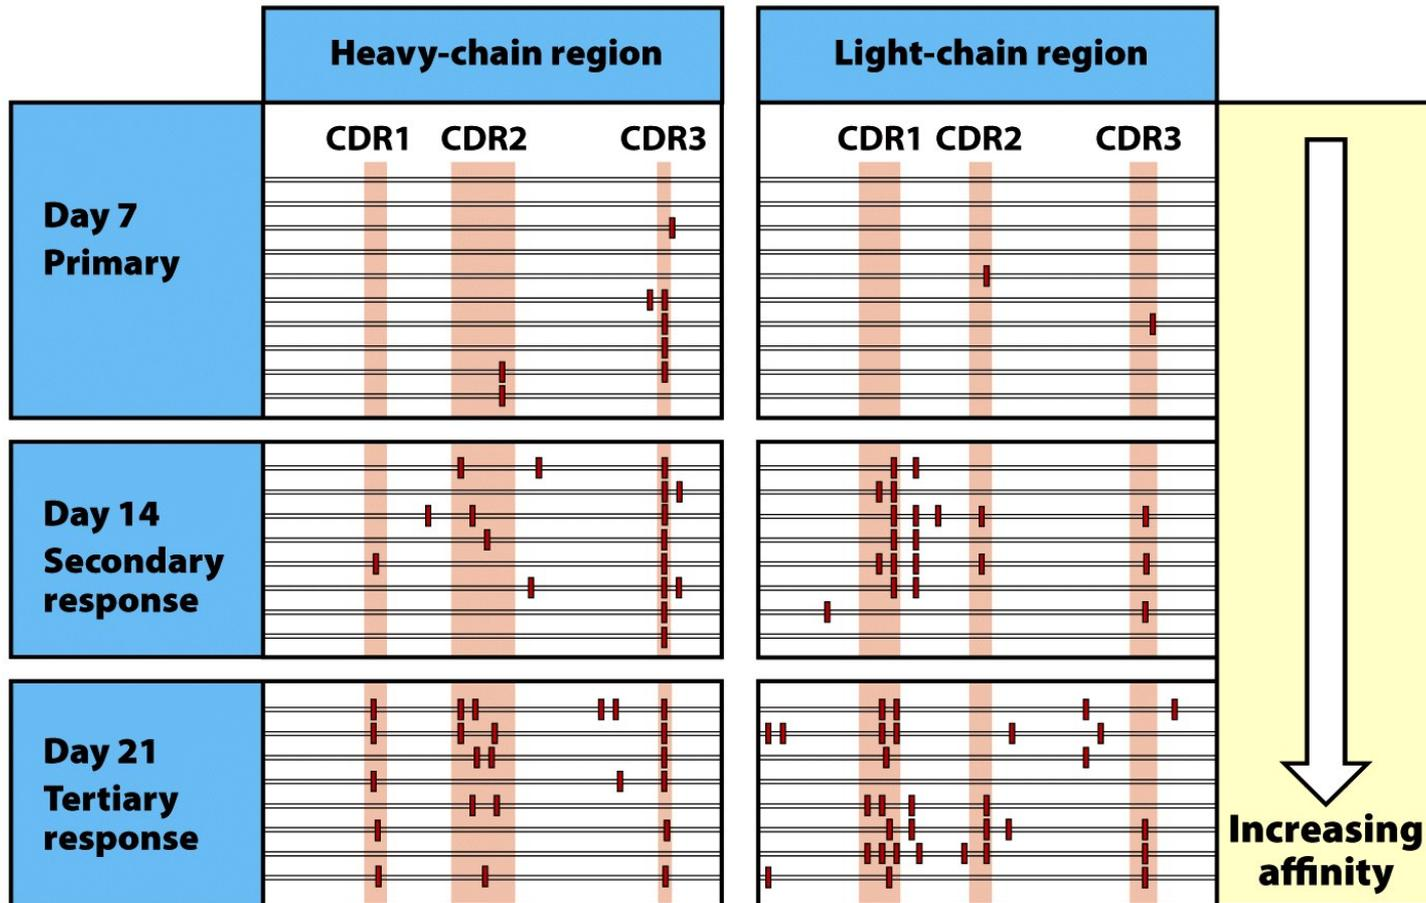 Heavy-chain region
Light-chain region
CDR1 CDR2 CDR3
CDR1 CDR2 CDR3
Day 7
Primary
Day 14
Secondary
response
Day 21
Tertiary
response
Increasing
affinity